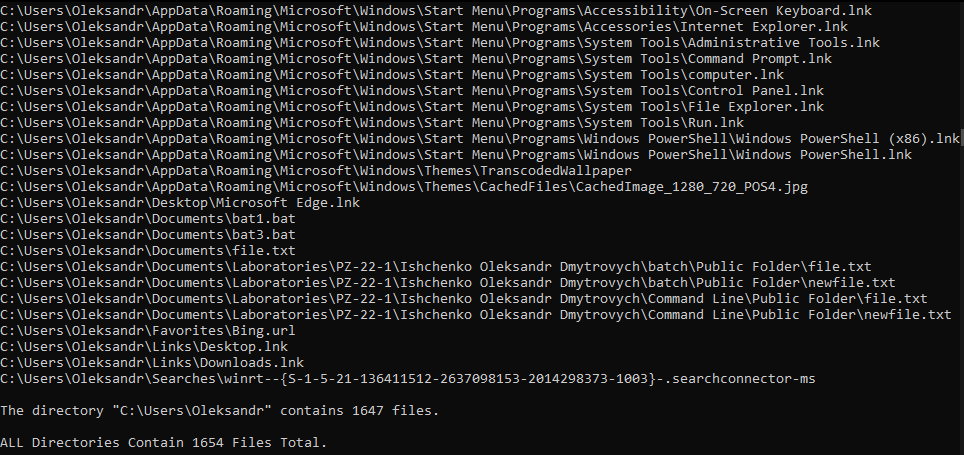 C:\Users\Oleksandr\AppData\Roaming\Microsoft\Windows\Start Menu\Programs\Accessibility\On-Screen Keyboard.lnk
C:\Users\Oleksandr\AppData\Roaming\Microsoft\Windows\Start Menu\Programs\Accessories\Internet Explorer.lnk
C:\Users\Oleksandr\AppData\Roaming\Microsoft\Windows\Start Menu\Programs\System Tools\Administrative Tools.lnk
C:\Users\Oleksandr\AppData\Roaming\Microsoft\Windows\Start Menu\Programs\System Tools\Command Prompt.lnk
C:\Users\Oleksandr\AppData\Roaming\Microsoft\Windows\Start Menu\Programs\System Tools\computer.lnk
C:\Users\Oleksandr\AppData\Roaming\Microsoft\Windows\Start Menu\Programs\System Tools\Control Panel.lnk
C:\Users\Oleksandr\AppData\Roaming\Microsoft\Windows\Start Menu\Programs\System Tools\File Explorer.lnk
C:\Users\Oleksandr\AppData\Roaming\Microsoft\Windows\Start Menu\Programs\System Tools\Run.lnk
C:\Users\Oleksandr\AppData\Roaming\Microsoft\Windows\Start Menu\Programs\Windows PowerShell\Windows PowerShell (x86).lnk
C:\Users\Oleksandr\AppData\Roaming\Microsoft\Windows\Start Menu\Programs\Windows PowerShell\Windows PowerShell.lnk
C:\Users\Oleksandr\AppData\Roaming\Microsoft\Windows\Themes\TranscodedWallpaper
C:\Users\Oleksandr\AppData\Roaming\Microsoft\Windows\Themes\CachedFiles\CachedImage_1280_720_POS4.jpg
C:\Users\Oleksandr\Desktop\Microsoft Edge.lnk
C:\Users\Oleksandr\Documents\bat1.bat
C:\Users\Oleksandr\Documents\bat3.bat
C:\Users\Oleksandr\Documents\file.txt
C:\Users\Oleksandr\Documents\Laboratories\PZ-22-1\Ishchenko Oleksandr Dmytrovych\batch\Public Folder\file.txt
C:\Users\Oleksandr\Documents\Laboratories\PZ-22-1\Ishchenko Oleksandr Dmytrovych\batch\Public Folder\newfile.txt
C:\Users\Oleksandr\Documents\Laboratories\PZ-22-1\Ishchenko Oleksandr Dmytrovych\Command Line\Public Folder\file.txt
C:\Users\Oleksandr\Documents\Laboratories\PZ-22-1\Ishchenko Oleksandr Dmytrovych\Command Line\Public Folder\newfile.txt
C:\Users\Oleksandr\Favorites\Bing.url
C:\Users\Oleksandr\Links\Desktop.lnk
C:\Users\Oleksandr\Links\Downloads.lnk
C:\Users\Oleksandr\Searches\winrt--{S-1-5-21-136411512-2637098153-2014298373-1003}-.searchconnector-ms
The directory "C:\Users\Oleksandr" contains 1647 files.
ALL Directories Contain 1654 Files Total.